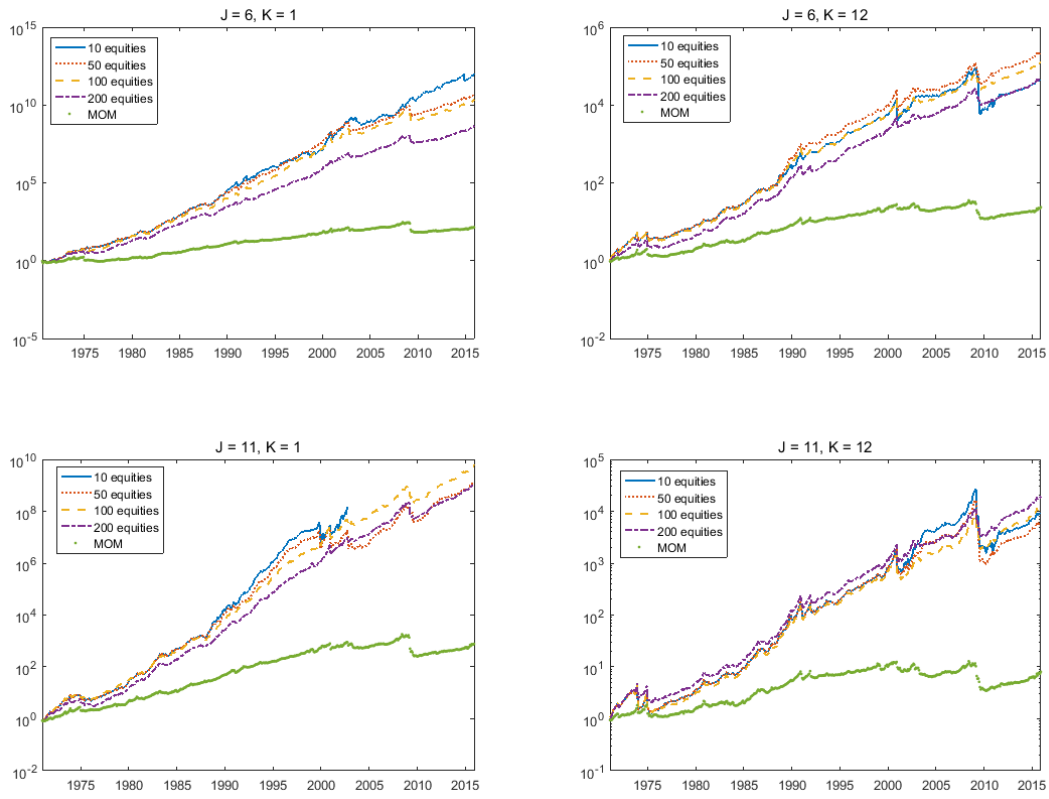 J = 6, K = 1
10^15
10^10
10^5
10^0
10^-5
10 equities
50 equities
100 equities
200 equities
MOM
1975 1980 1985 1990 1995 2000 2005 2010 2015
J = 6, K = 12
10^6
10^4
10^2
10^0
10^-2
10 equities
50 equities
100 equities
200 equities
MOM
1975 1980 1985 1990 1995 2000 2005 2010 2015
J = 11, K = 1
10^10
10^8
10^6
10^4
10^2
10^0
10^-2
10 equities
50 equities
100 equities
200 equities
MOM
1975 1980 1985 1990 1995 2000 2005 2010 2015
J = 11, K = 12
10^5
10^4
10^3
10^2
10^1
10^0
10^-1
10 equities
50 equities
100 equities
200 equities
MOM
1975 1980 1985 1990 1995 2000 2005 2010 2015